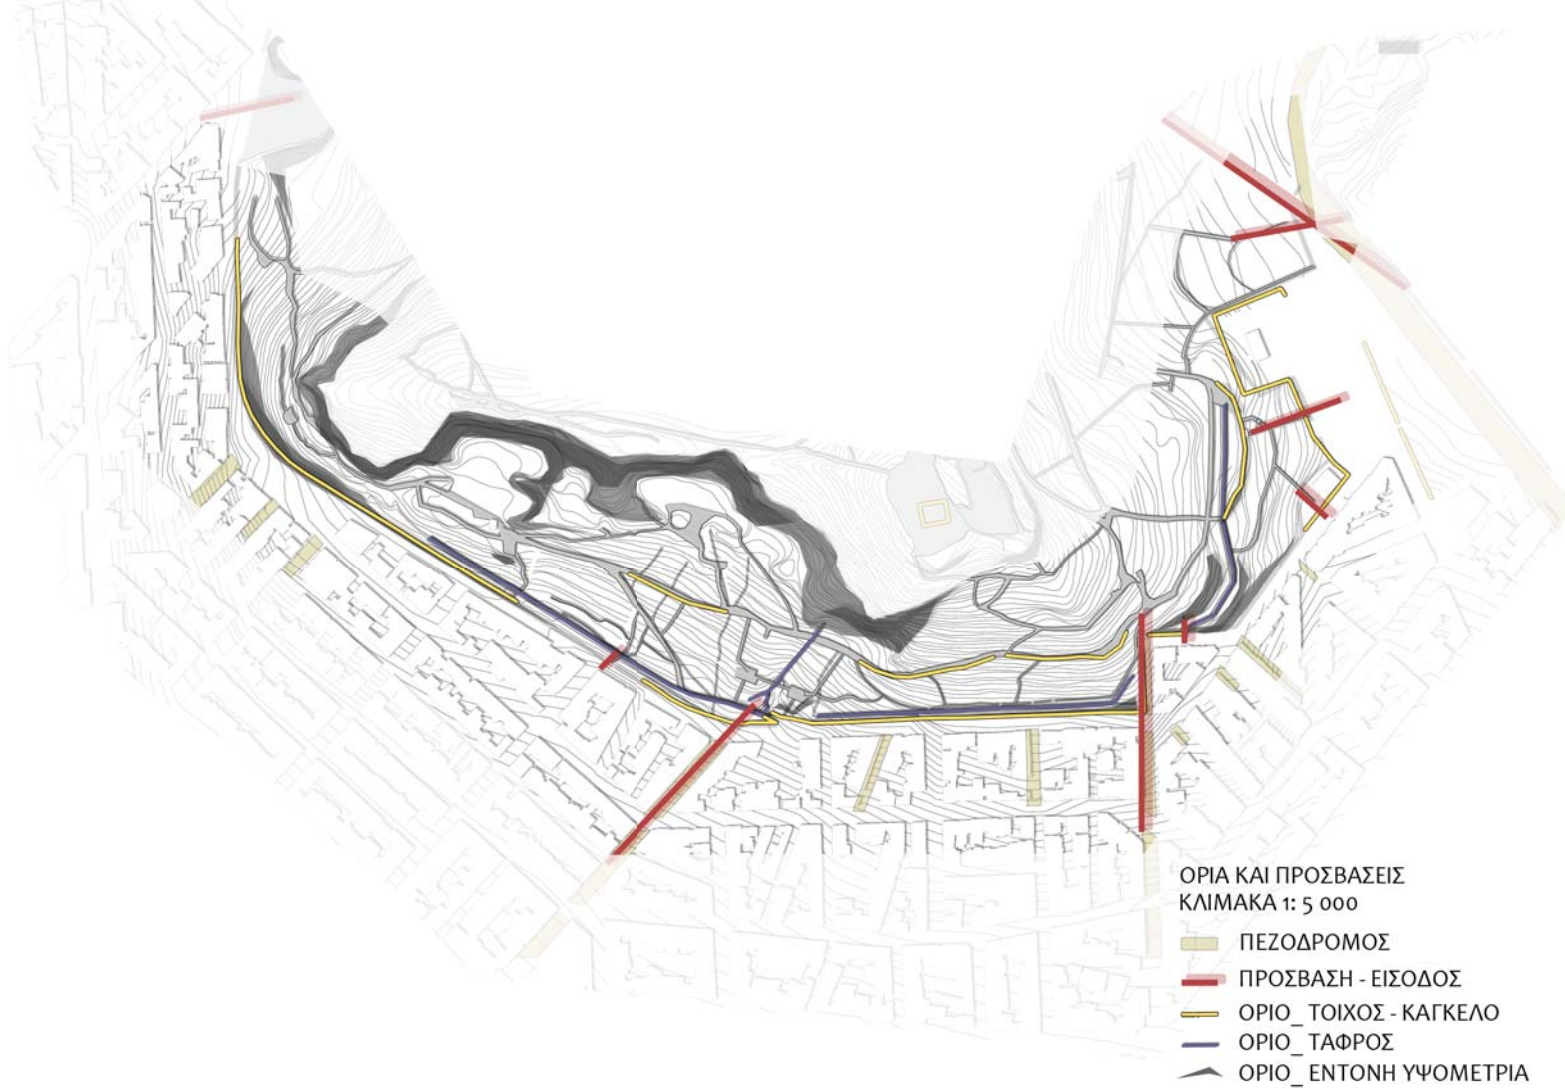 ΟΡΙΑ ΚΑΙ ΠΡΟΣΒΑΣΕΙΣ
ΚΛΙΜΑΚΑ 1: 5 000
ΠΕΖΟΔΡΟΜΟΣ
ΠΡΟΣΒΑΣΗ - ΕΙΣΟΔΟΣ
ΟΡΙΟ_ ΤΟΙΧΟΣ - ΚΑΓΚΕΛΟ
ΟΡΙΟ_ ΤΑΦΡΟΣ
ΟΡΙΟ_ ΕΝΤΟΝΗ ΥΨΟΜΕΤΡΙΑ